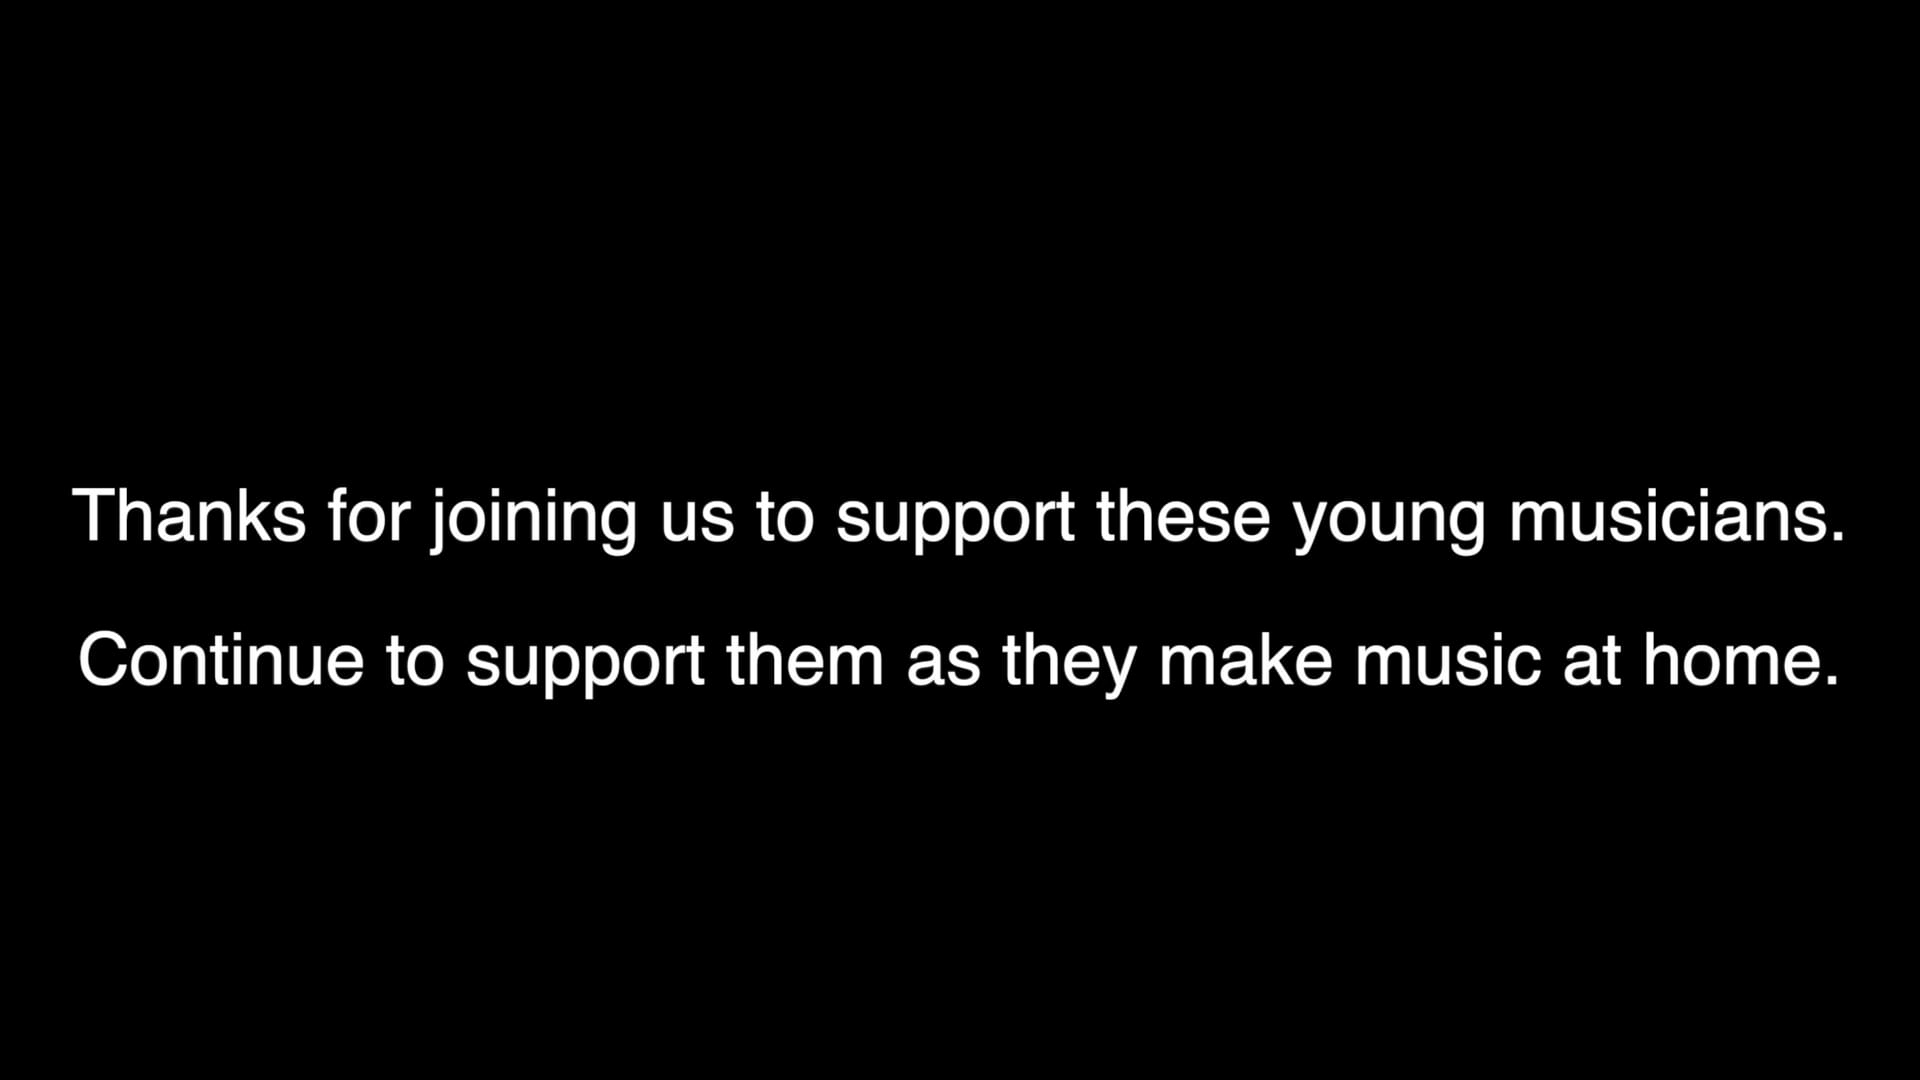 Thanks for joining us to support these young musicians.
Continue to support them as they make music at home.